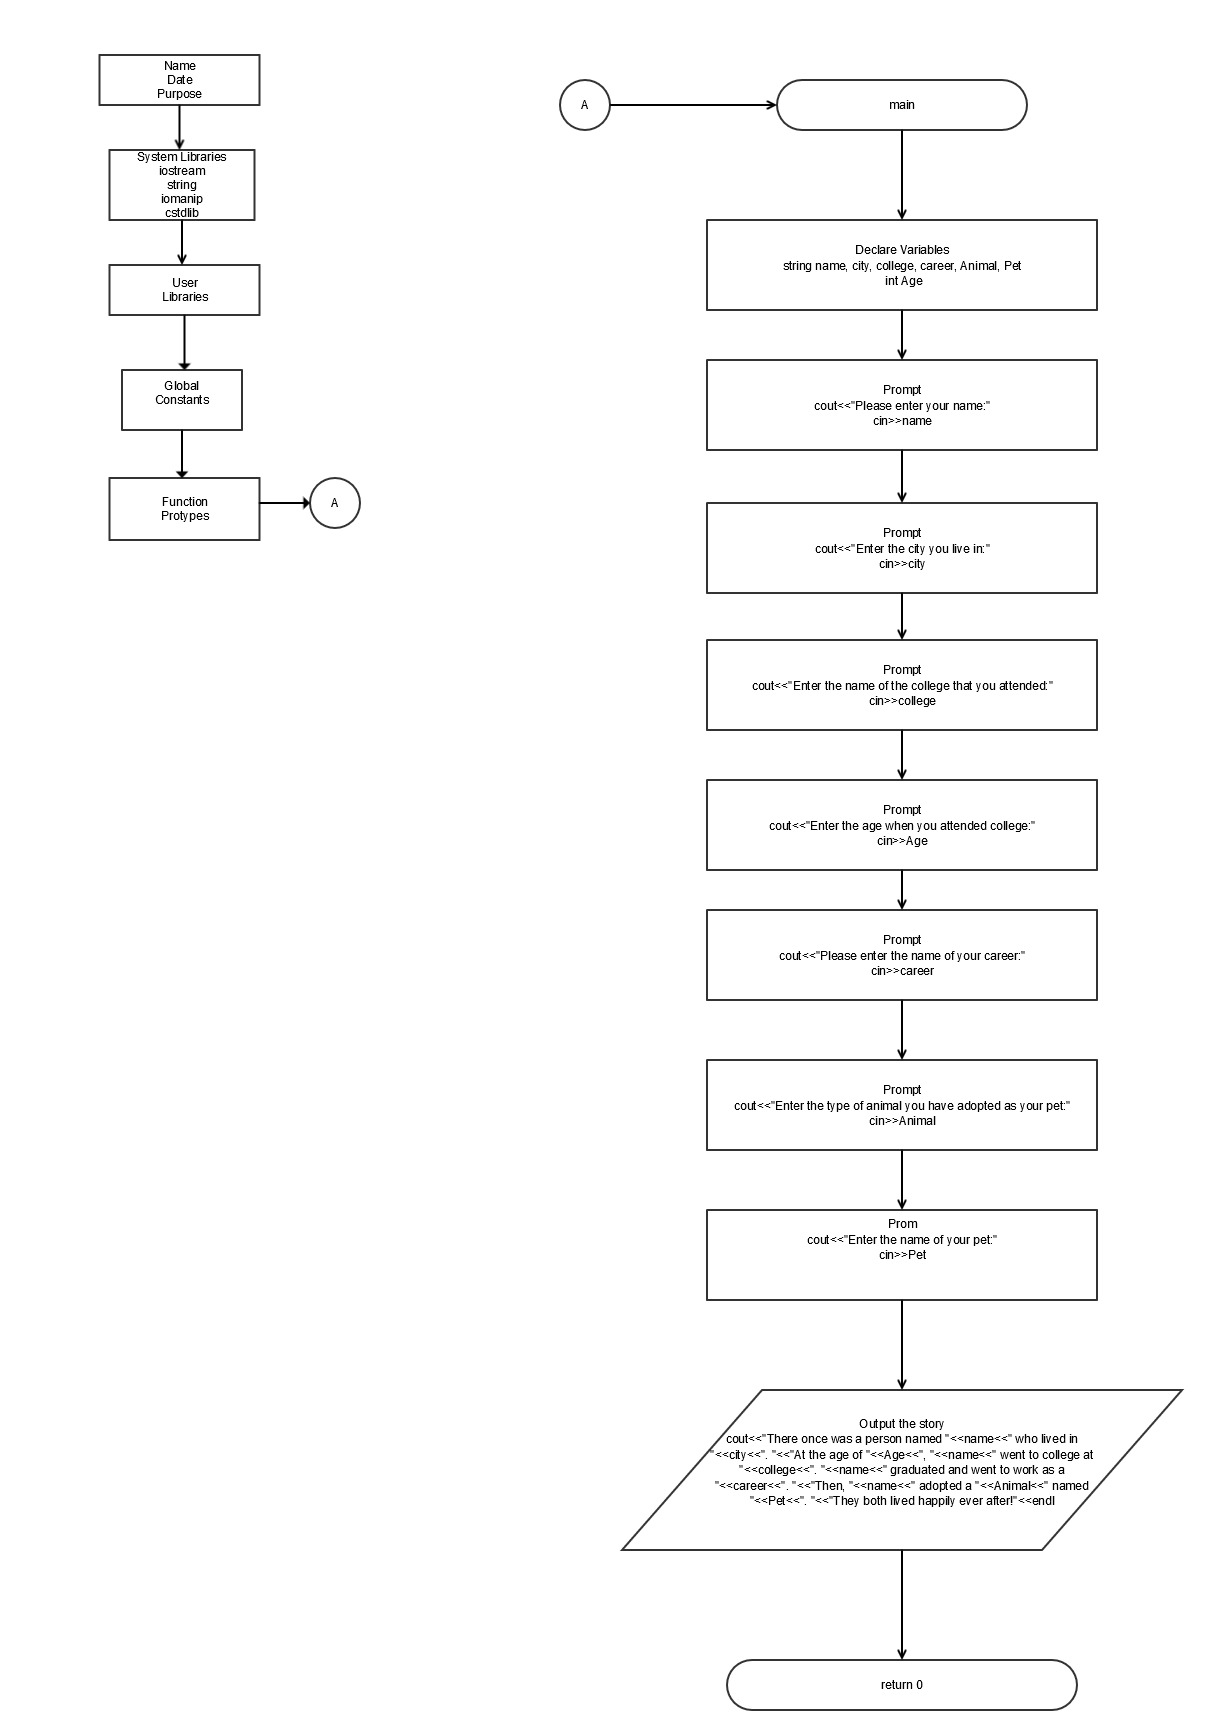 Name
Date
Purpose
System Libraries
iostream
string
iomanip
cstdlib
User
Libraries
Global
Constants
Function
Protypes
A
A
main
Declare Variables
string name, city, college, career, Animal, Pet
int Age
Prompt
cout<<"Please enter your name:"
cin>>name
Prompt
cout<<"Enter the city you live in:"
cin>>city
Prompt
cout<<"Enter the name of the college that you attended:"
cin>>college
Prompt
cout<<"Enter the age when you attended college:"
cin>>Age
Prompt
cout<<"Please enter the name of your career:"
cin>>career
Prompt
cout<<"Enter the type of animal you have adopted as your pet:"
cin>>Animal
Prom
cout<<"Enter the name of your pet:"
cin>>Pet
Output the story
cout<<"There once was a person named "<<name<<" who lived in
"<<city<<". "<<"At the age of "<<Age<<", "<<name<<" went to college at
"<<college<<". "<<name<<" graduated and went to work as a
"<<career<<". "<<"Then, "<<name<<" adopted a "<<Animal<<" named
"<<Pet<<". "<<"They both lived happily ever after!"<<endl
return 0